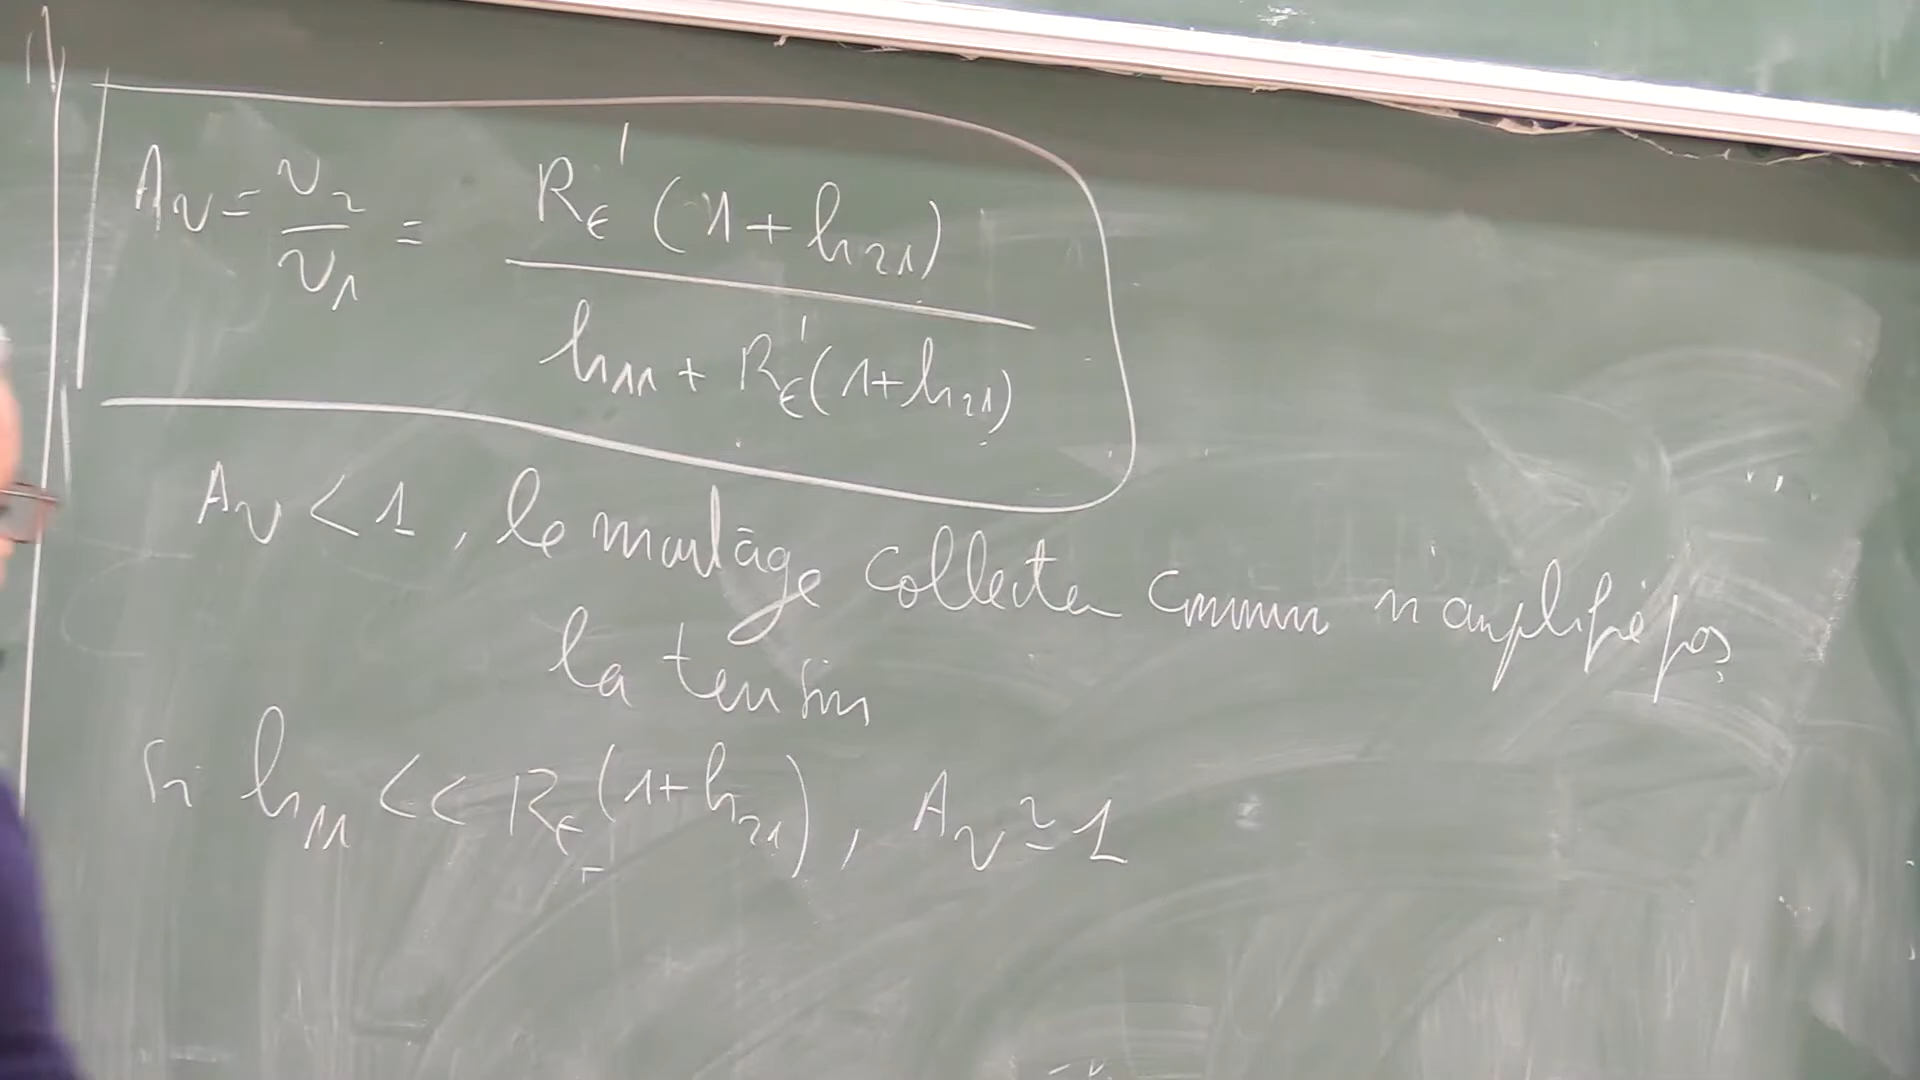 Av = v2/v1 = R'E (1+h21) / h11 + R'E (1+h21)
Av < 1, le montage collecteur commun n'amplifie pas
la tension
Si h11 << RE (1+h21), Av ≃ 1